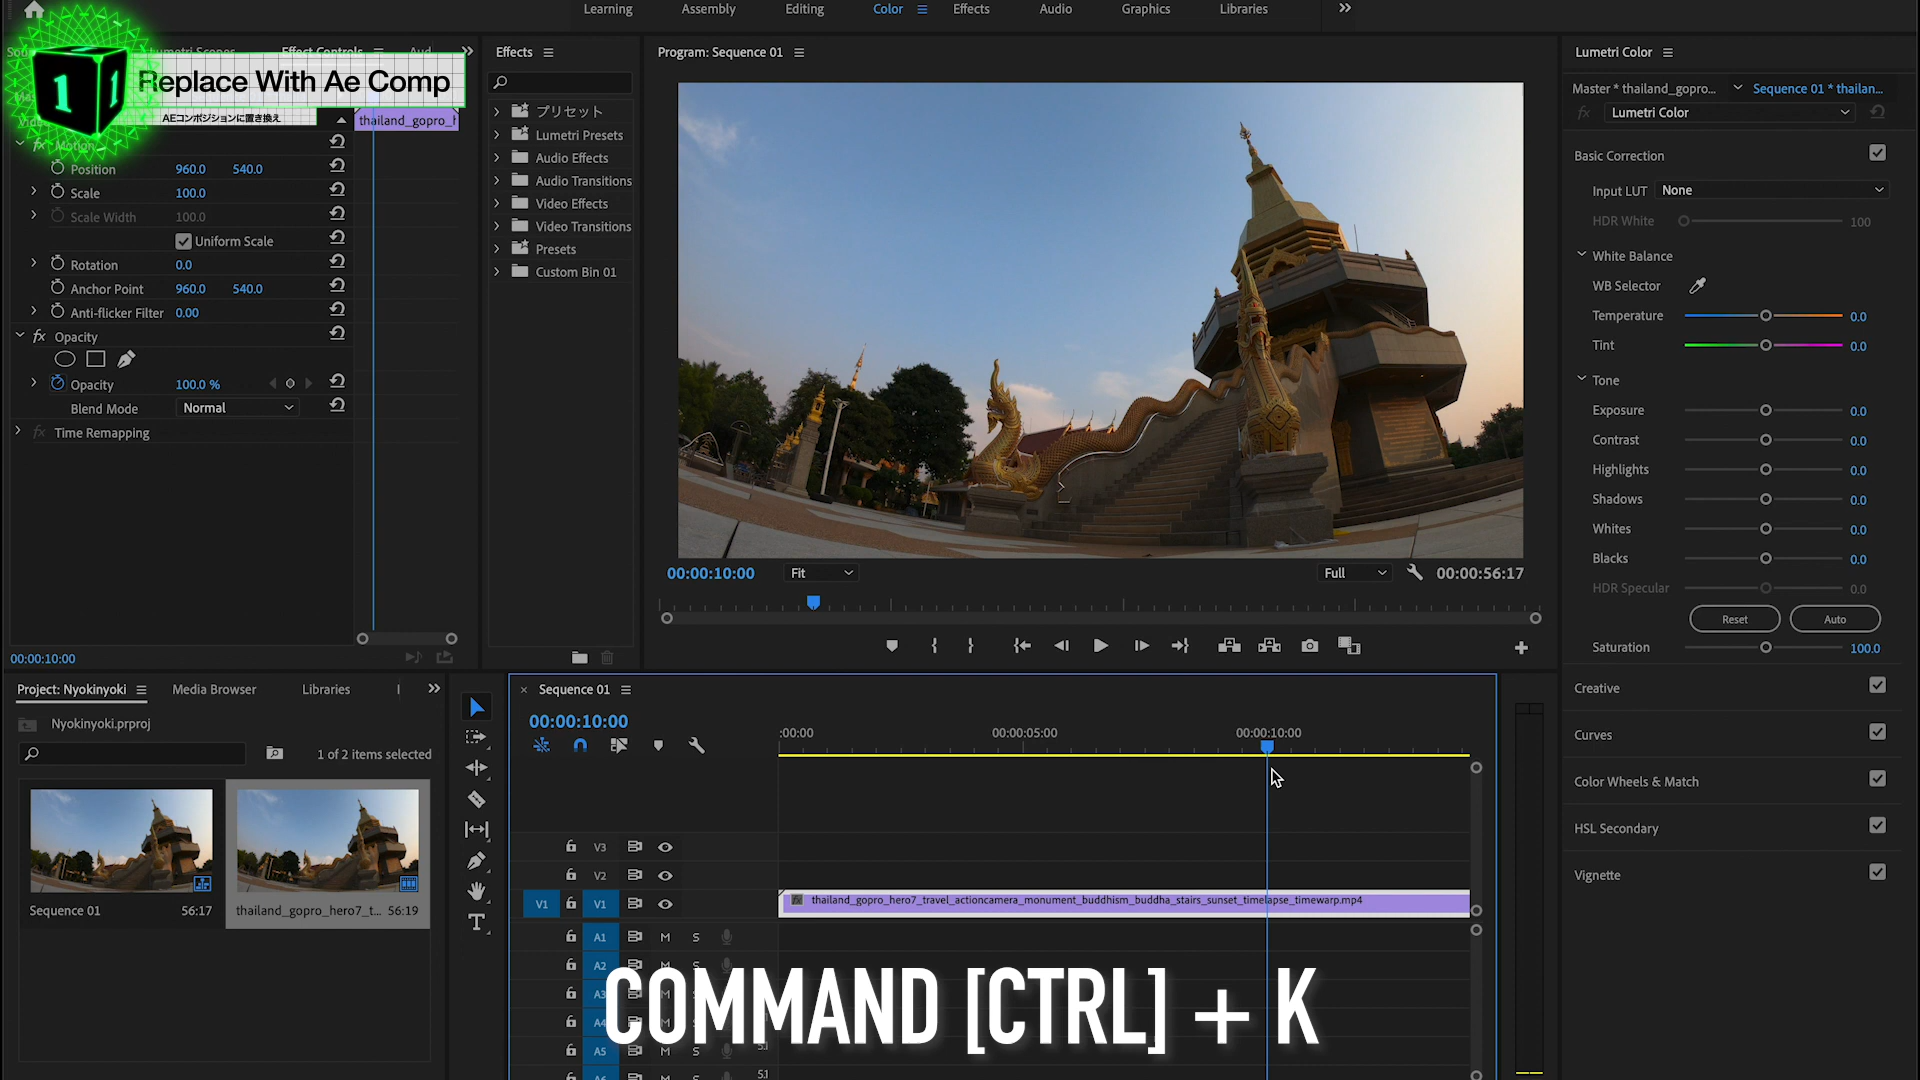 Learning
Assembly
Editing
Color
Effects
Audio
Graphics
Libraries
Lumetri Scopes
Effect Controls
Aud
Replace With Ae Comp
AEコンポジションに置き換え
thailand_gopro_h
Motion
Position 960.0 540.0
Scale 100.0
Scale Width 100.0
Uniform Scale
Rotation 0.0
Anchor Point 960.0 540.0
Anti-flicker Filter 0.00
fx Opacity
Opacity 100.0 %
Blend Mode Normal
fx Time Remapping
00:00:10:00
Effects
プリセット
Lumetri Presets
Audio Effects
Audio Transitions
Video Effects
Video Transitions
Presets
Custom Bin 01
Program: Sequence 01
00:00:10:00
Fit
Full
00:00:56:17
Lumetri Color
Master * thailand_gopro...
Sequence 01 * thailan...
fx Lumetri Color
Basic Correction
Input LUT None
HDR White 100
White Balance
WB Selector
Temperature 0.0
Tint 0.0
Tone
Exposure 0.0
Contrast 0.0
Highlights 0.0
Shadows 0.0
Whites 0.0
Blacks 0.0
HDR Specular 0.0
Reset
Auto
Saturation 100.0
Creative
Curves
Color Wheels & Match
HSL Secondary
Vignette
Project: Nyokinyoki
Media Browser
Libraries
Nyokinyoki.prproj
1 of 2 items selected
Sequence 01 56:17
thailand_gopro_hero7_t... 56:19
Sequence 01
00:00:10:00
:00:00
00:00:05:00
00:00:10:00
V3
V2
V1 V1
thailand_gopro_hero7_travel_actioncamera_monument_buddhism_buddha_stairs_sunset_timelapse_timewarp.mp4
A1 M S
A2 M S
A3
A4
A5 M S 5.1
A6 5.1
COMMAND [CTRL] + K